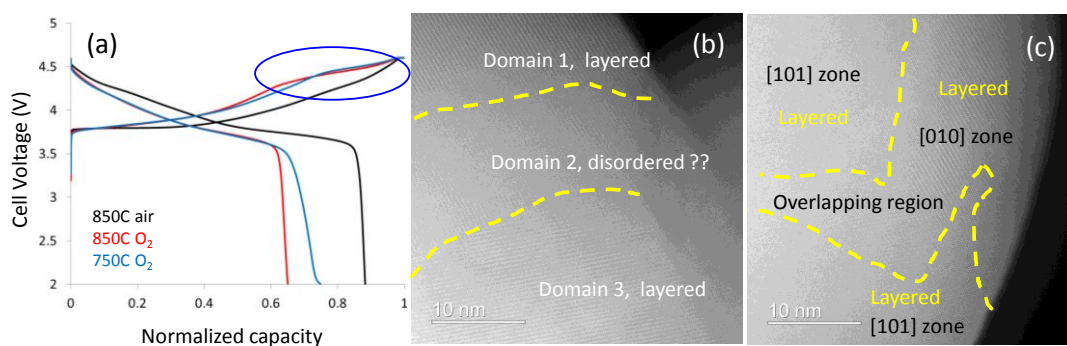 (a)
5
4.5
4
3.5
3
2.5
2
Cell Voltage (V)
850C air
850C O₂
750C O₂
0
0.2
0.4
0.6
0.8
1
Normalized capacity
(b)
Domain 1, layered
Domain 2, disordered ??
Domain 3, layered
10 nm
(c)
Layered
[101] zone
Layered
[010] zone
Overlapping region
Layered
[101] zone
10 nm